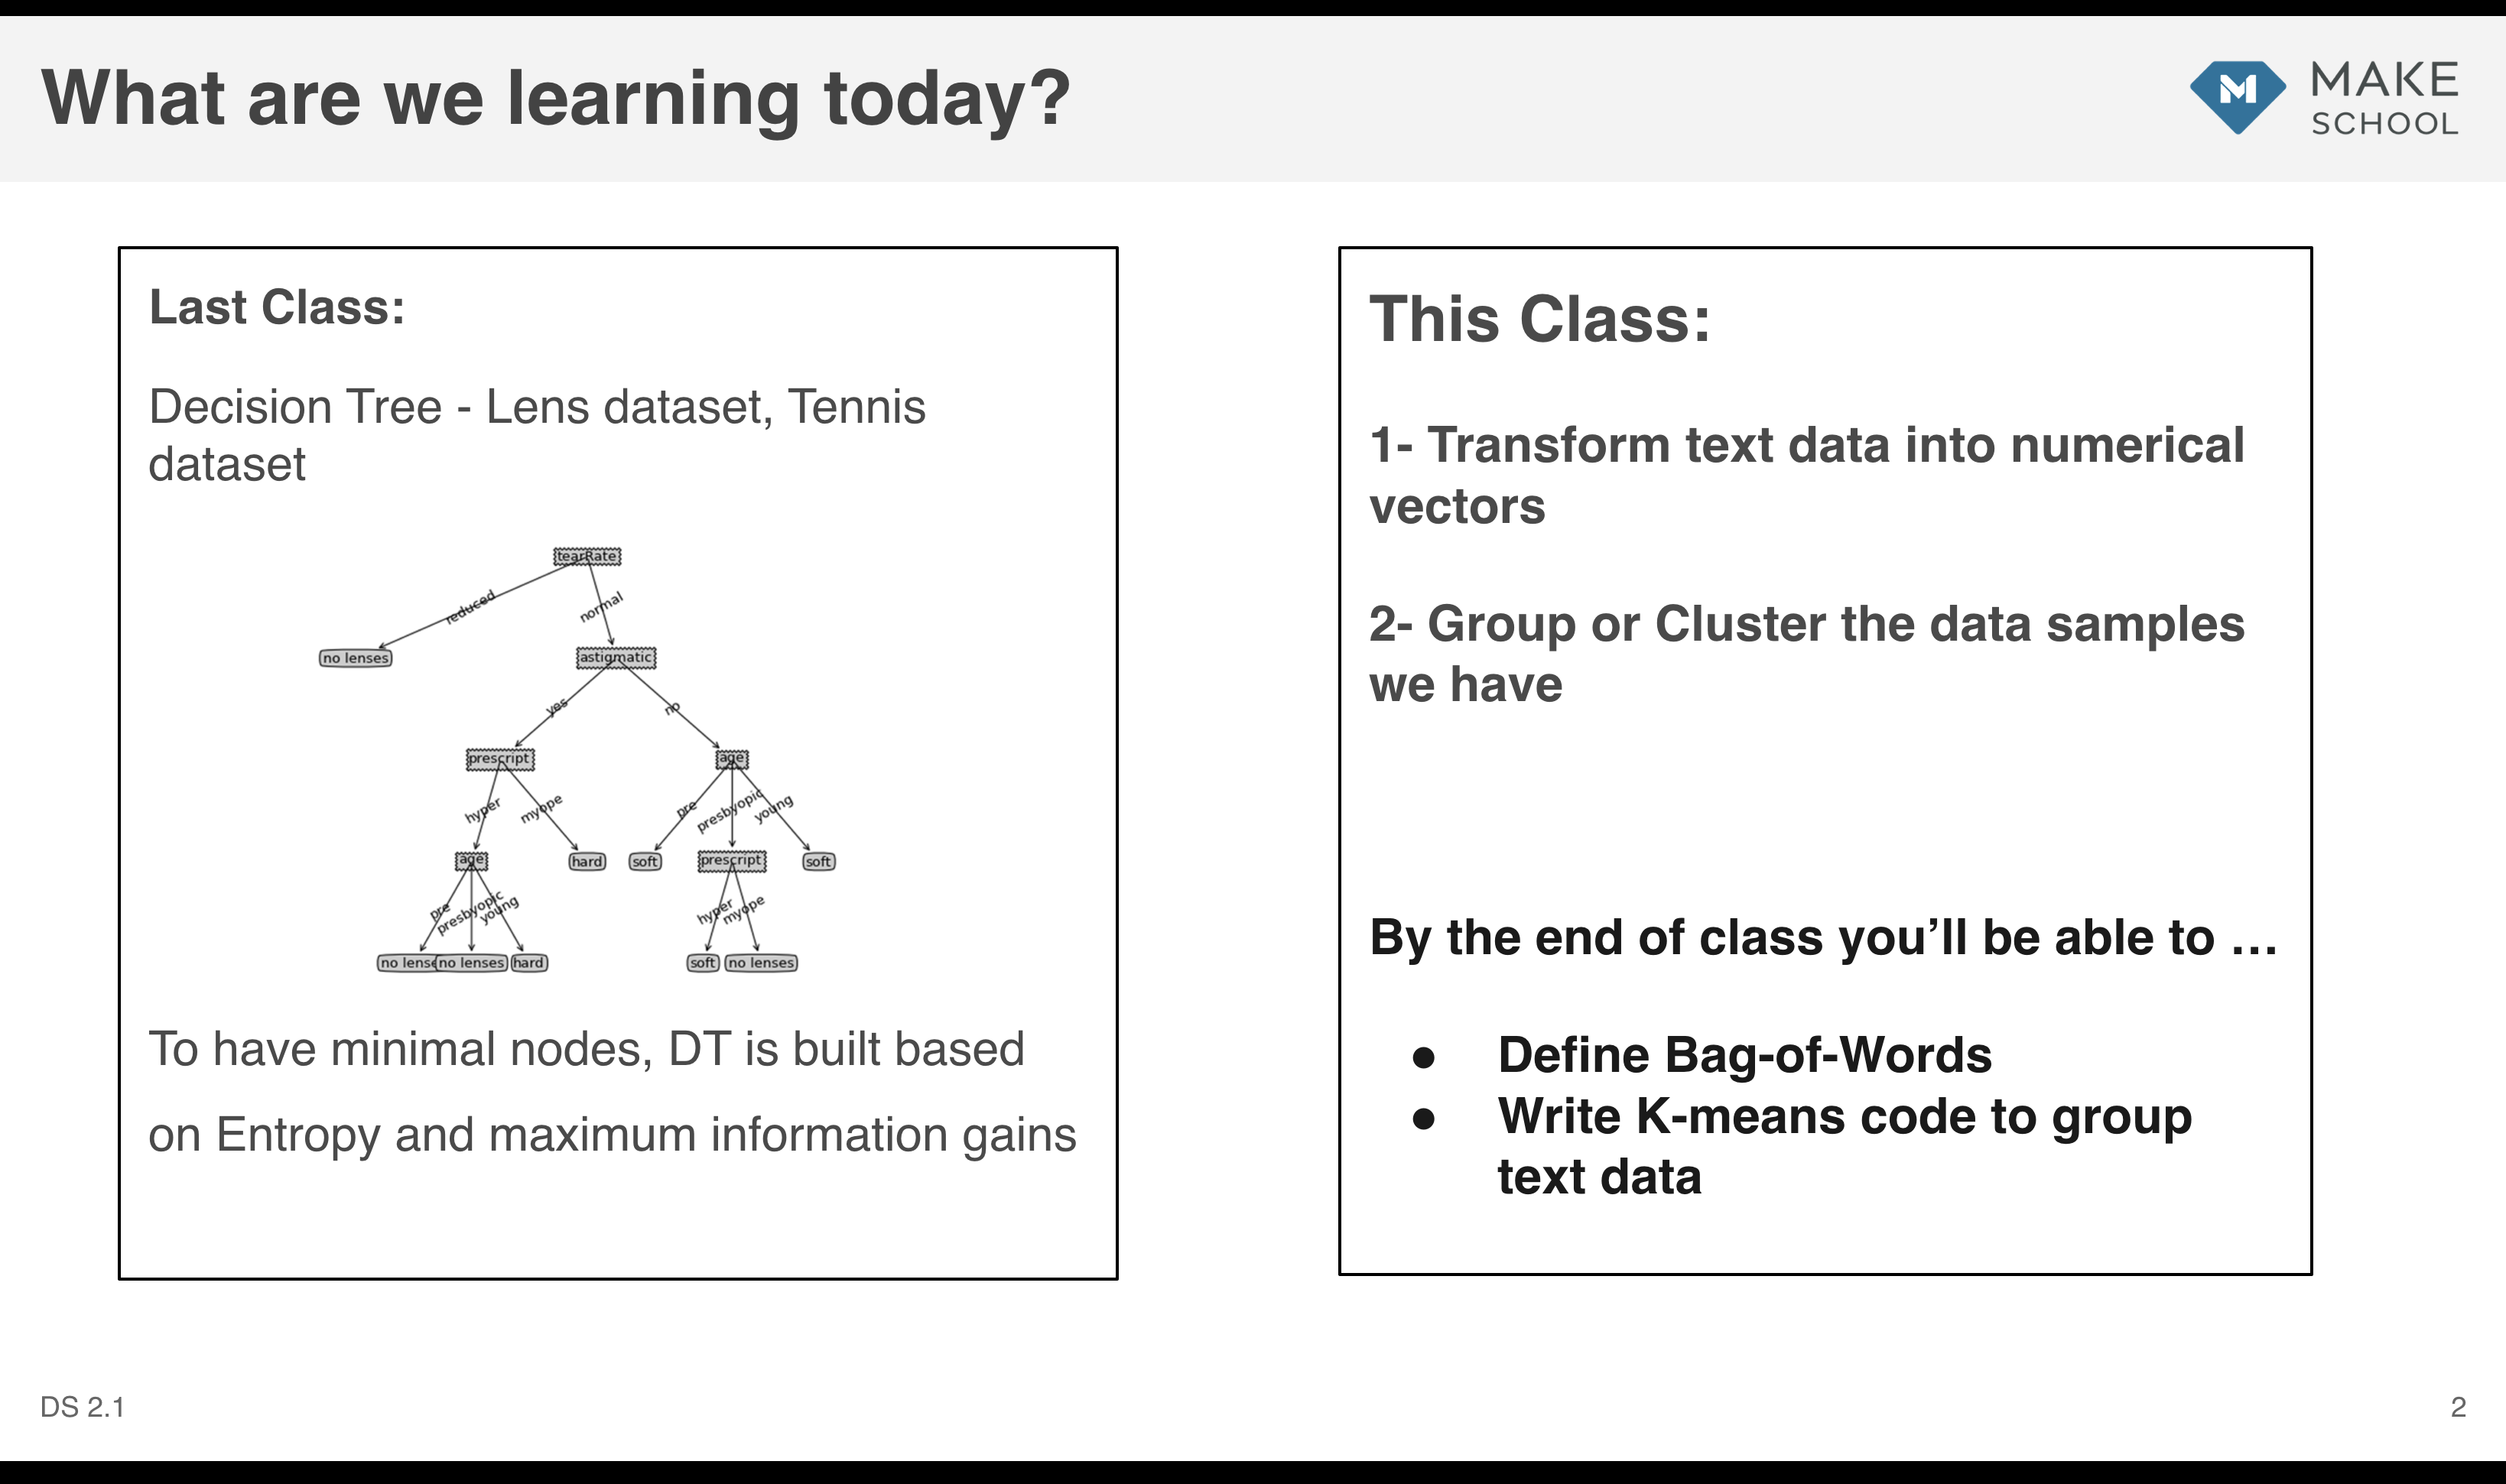 What are we learning today?
MAKE
SCHOOL
Last Class:
Decision Tree - Lens dataset, Tennis
dataset
tearRate
reduced
normal
no lenses
astigmatic
yes
no
prescript
age
hyper
myope
pre
presbyopic
young
age
hard
soft
prescript
soft
pre
presbyopic
young
hyper
myope
no lense
no lenses
hard
soft
no lenses
To have minimal nodes, DT is built based
on Entropy and maximum information gains
This Class:
1- Transform text data into numerical
vectors
2- Group or Cluster the data samples
we have
By the end of class you’ll be able to …
● Define Bag-of-Words
● Write K-means code to group
text data
DS 2.1
2